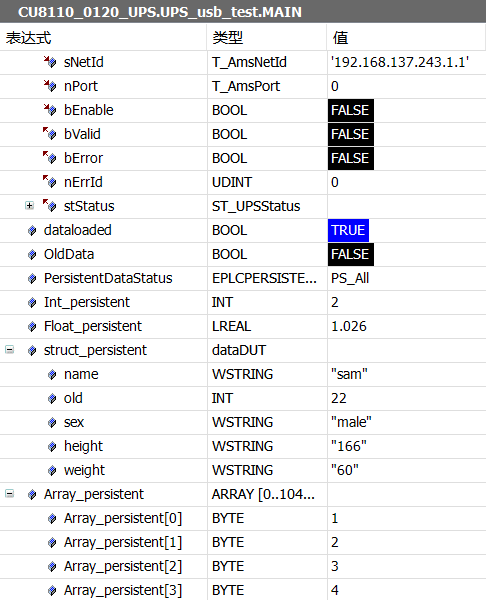 CU8110_0120_UPS.UPS_usb_test.MAIN
表达式 类型 值
sNetId T_AmsNetId '192.168.137.243.1.1'
nPort T_AmsPort 0
bEnable BOOL FALSE
bValid BOOL FALSE
bError BOOL FALSE
nErrId UDINT 0
stStatus ST_UPSStatus
dataloaded BOOL TRUE
OldData BOOL FALSE
PersistentDataStatus EPLCPERSISTE... PS_All
Int_persistent INT 2
Float_persistent LREAL 1.026
struct_persistent dataDUT
name WSTRING "sam"
old INT 22
sex WSTRING "male"
height WSTRING "166"
weight WSTRING "60"
Array_persistent ARRAY [0..104...
Array_persistent[0] BYTE 1
Array_persistent[1] BYTE 2
Array_persistent[2] BYTE 3
Array_persistent[3] BYTE 4